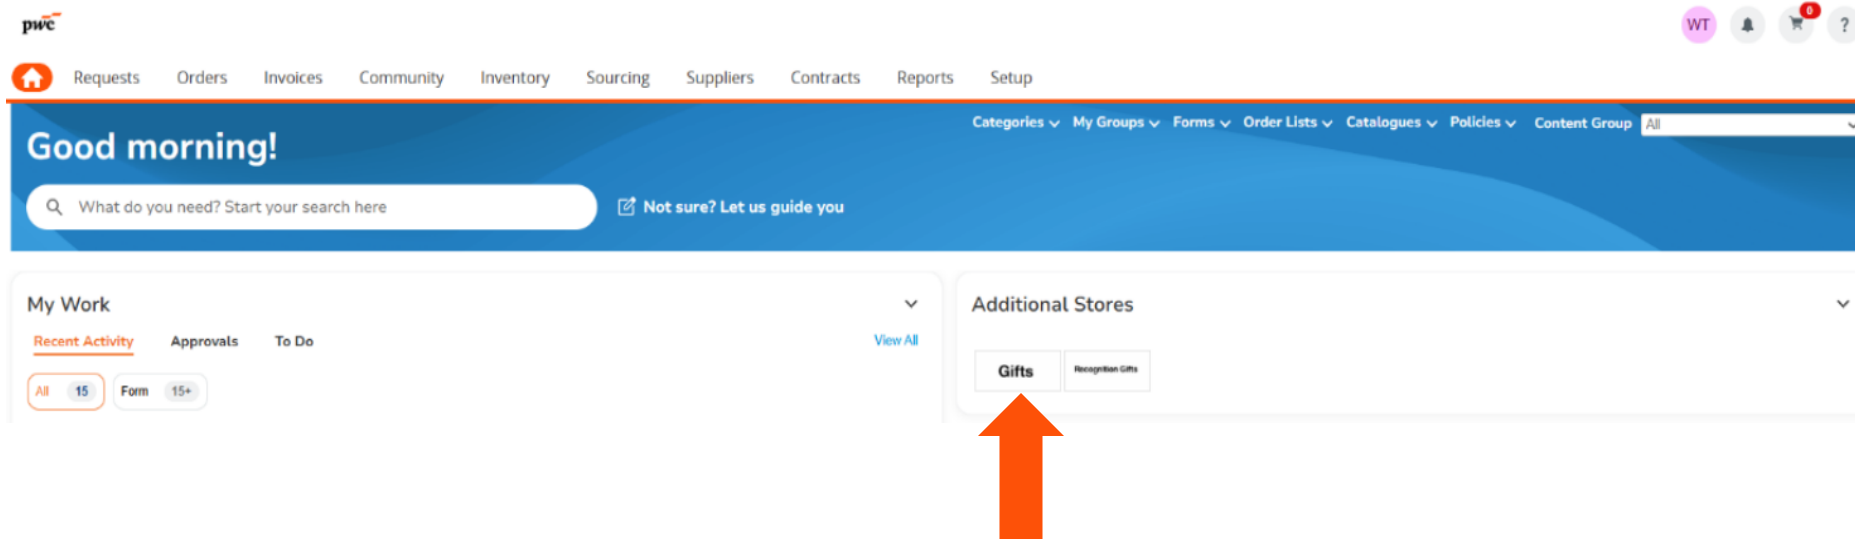 pwc
WT
0
?
Requests Orders Invoices Community Inventory Sourcing Suppliers Contracts Reports Setup
Categories My Groups Forms Order Lists Catalogues Policies Content Group All
Good morning!
What do you need? Start your search here
Not sure? Let us guide you
My Work
Recent Activity Approvals To Do View All
All 15 Form 15+
Additional Stores
Gifts Recognition Gifts